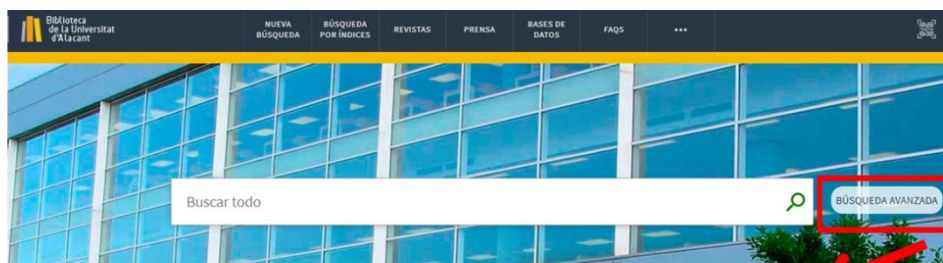 Biblioteca
de la Universitat
d'Alacant
NUEVA
BÚSQUEDA
BÚSQUEDA
POR ÍNDICES
REVISTAS
PRENSA
BASES DE
DATOS
FAQS
•••
Buscar todo
BÚSQUEDA AVANZADA